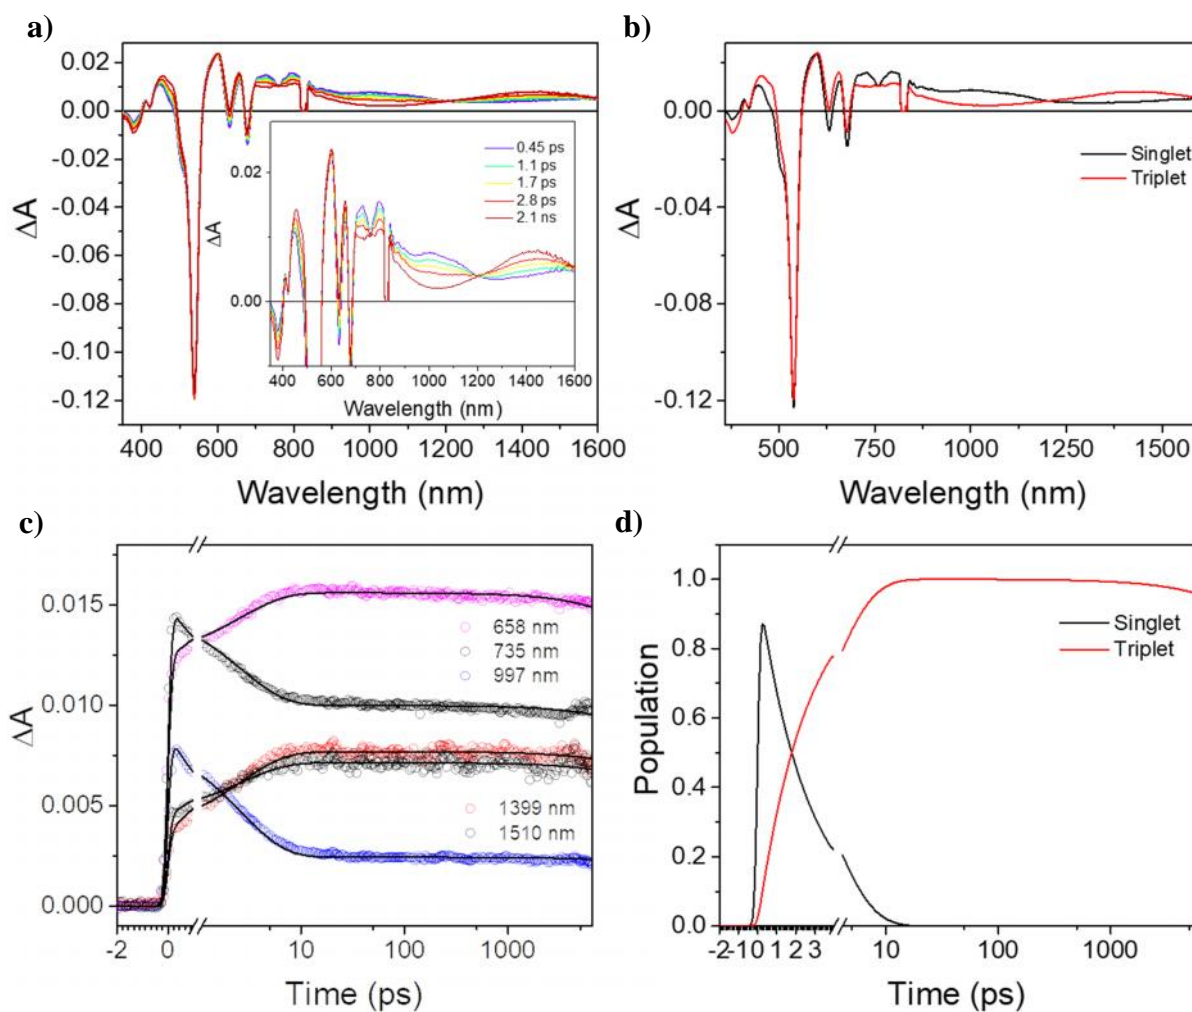 a)
0.02
0.00
-0.02
-0.04
-0.06
-0.08
-0.10
-0.12
ΔA
400 600 800 1000 1200 1400 1600
Wavelength (nm)
0.02
0.00
ΔA
0.45 ps
1.1 ps
1.7 ps
2.8 ps
2.1 ns
400 600 800 1000 1200 1400 1600
Wavelength (nm)
b)
0.00
-0.04
-0.08
-0.12
ΔA
Singlet
Triplet
500 750 1000 1250 1500
Wavelength (nm)
c)
0.015
0.010
0.005
0.000
ΔA
658 nm
735 nm
997 nm
1399 nm
1510 nm
-2 0 10 100 1000
Time (ps)
d)
1.0
0.8
0.6
0.4
0.2
0.0
Population
Singlet
Triplet
-2 -1 0 1 2 3 10 100 1000
Time (ps)